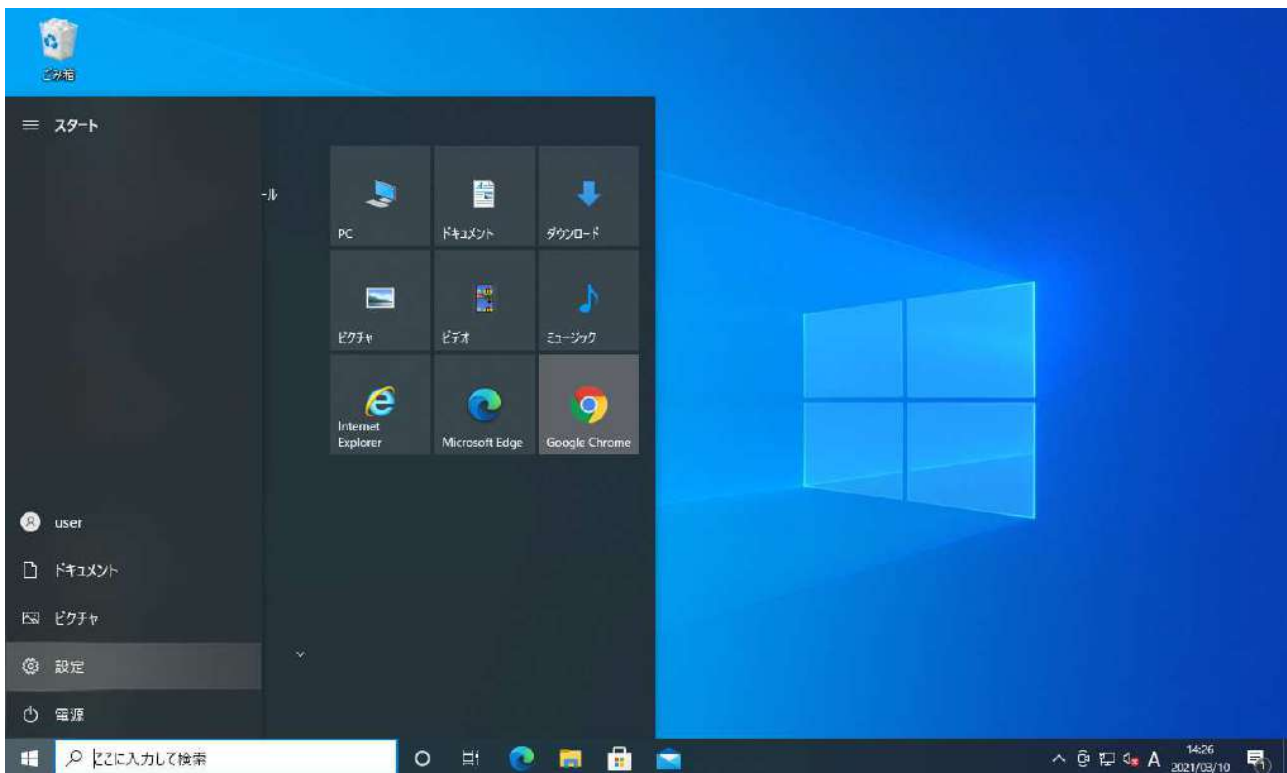 ごみ箱
スタート
ール
PC
ドキュメント
ダウンロード
ピクチャ
ビデオ
ミュージック
Internet
Explorer
Microsoft Edge
Google Chrome
user
ドキュメント
ピクチャ
設定
電源
ここに入力して検索
A
14:26
2021/03/10
1